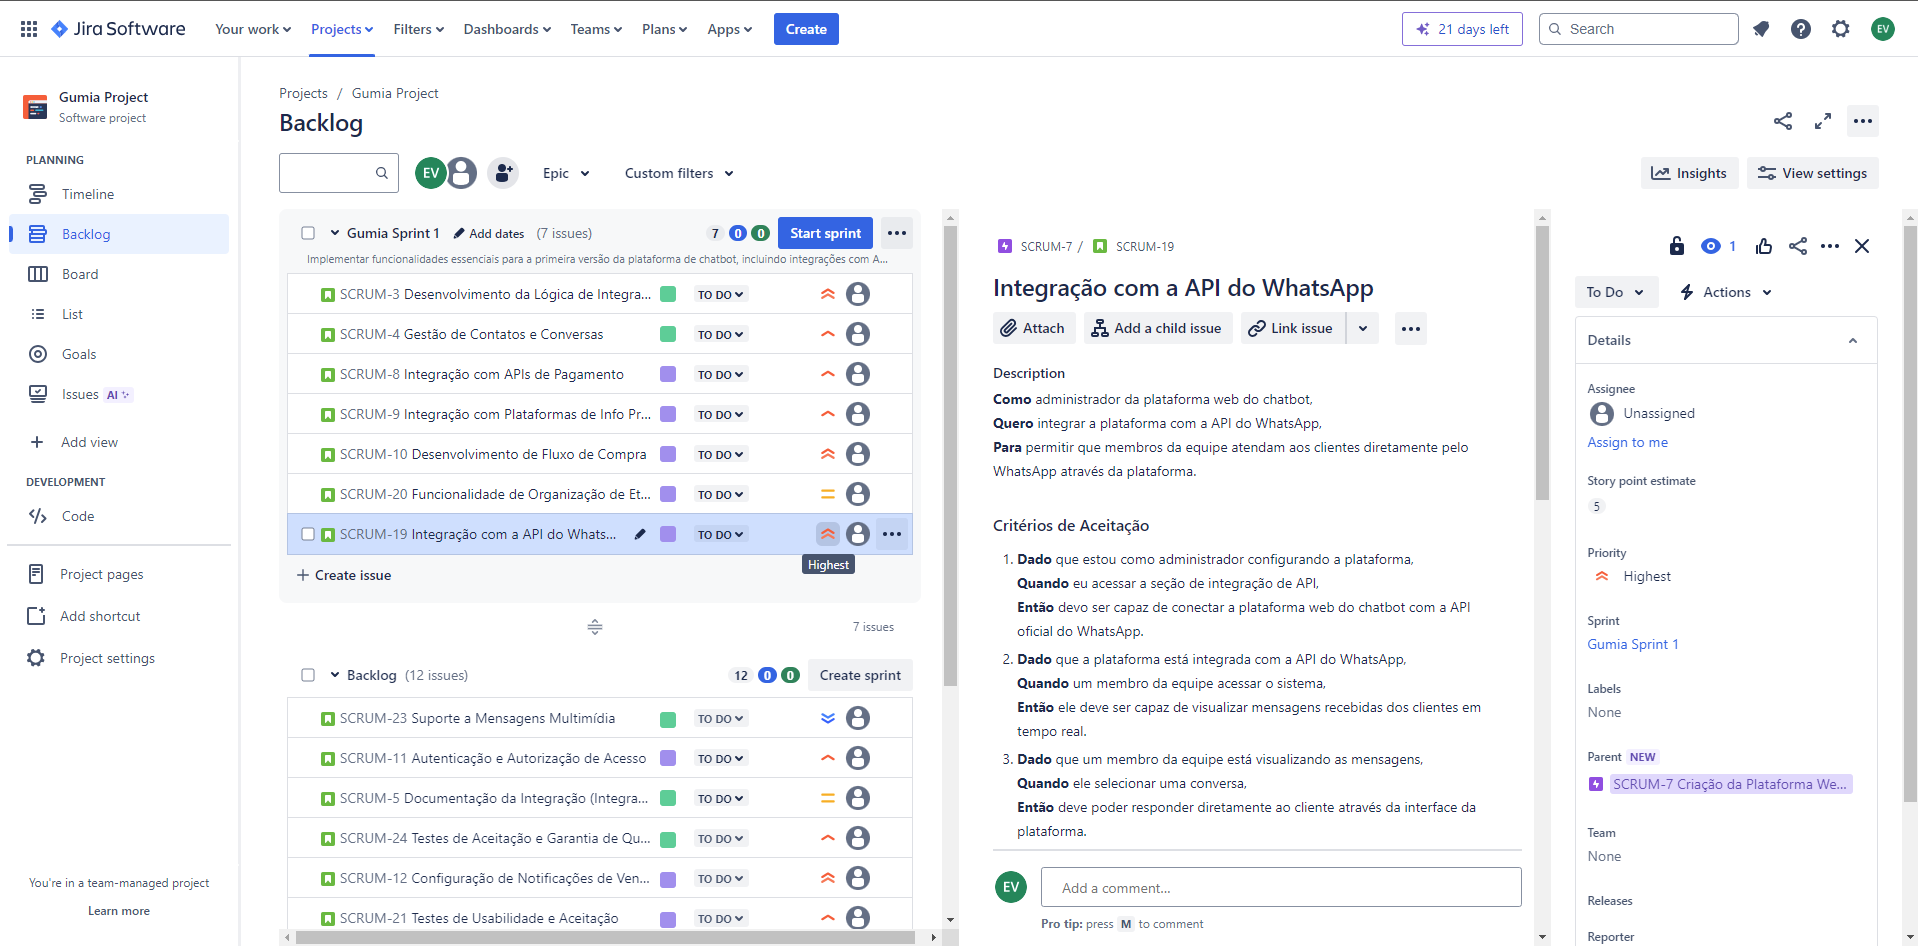 Jira Software
Your work
Projects
Filters
Dashboards
Teams
Plans
Apps
Create
21 days left
Search
EV
Gumia Project
Software project
PLANNING
Timeline
Backlog
Board
List
Goals
Issues AI
Add view
DEVELOPMENT
Code
Project pages
Add shortcut
Project settings
You're in a team-managed project
Learn more
Projects / Gumia Project
Backlog
EV
Epic
Custom filters
Insights
View settings
Gumia Sprint 1 Add dates (7 issues) 7 0 0 Start sprint
Implementar funcionalidades essenciais para a primeira versão da plataforma de chatbot, incluindo integrações com A...
SCRUM-3 Desenvolvimento da Lógica de Integra... TO DO
SCRUM-4 Gestão de Contatos e Conversas TO DO
SCRUM-8 Integração com APIs de Pagamento TO DO
SCRUM-9 Integração com Plataformas de Info Pr... TO DO
SCRUM-10 Desenvolvimento de Fluxo de Compra TO DO
SCRUM-20 Funcionalidade de Organização de Et... TO DO
SCRUM-19 Integração com a API do Whats... TO DO
Highest
Create issue
7 issues
Backlog (12 issues) 12 0 0 Create sprint
SCRUM-23 Suporte a Mensagens Multimídia TO DO
SCRUM-11 Autenticação e Autorização de Acesso TO DO
SCRUM-5 Documentação da Integração (Integra... TO DO
SCRUM-24 Testes de Aceitação e Garantia de Qu... TO DO
SCRUM-12 Configuração de Notificações de Ven... TO DO
SCRUM-21 Testes de Usabilidade e Aceitação TO DO
SCRUM-7 / SCRUM-19
1
Integração com a API do WhatsApp
Attach
Add a child issue
Link issue
Description
Como administrador da plataforma web do chatbot,
Quero integrar a plataforma com a API do WhatsApp,
Para permitir que membros da equipe atendam aos clientes diretamente pelo
WhatsApp através da plataforma.
Critérios de Aceitação
1. Dado que estou como administrador configurando a plataforma,
Quando eu acessar a seção de integração de API,
Então devo ser capaz de conectar a plataforma web do chatbot com a API
oficial do WhatsApp.
2. Dado que a plataforma está integrada com a API do WhatsApp,
Quando um membro da equipe acessar o sistema,
Então ele deve ser capaz de visualizar mensagens recebidas dos clientes em
tempo real.
3. Dado que um membro da equipe está visualizando as mensagens,
Quando ele selecionar uma conversa,
Então deve poder responder diretamente ao cliente através da interface da
plataforma.
EV
Add a comment...
Pro tip: press M to comment
To Do
Actions
Details
Assignee
Unassigned
Assign to me
Story point estimate
5
Priority
Highest
Sprint
Gumia Sprint 1
Labels
None
Parent NEW
SCRUM-7 Criação da Plataforma We...
Team
None
Releases
Reporter